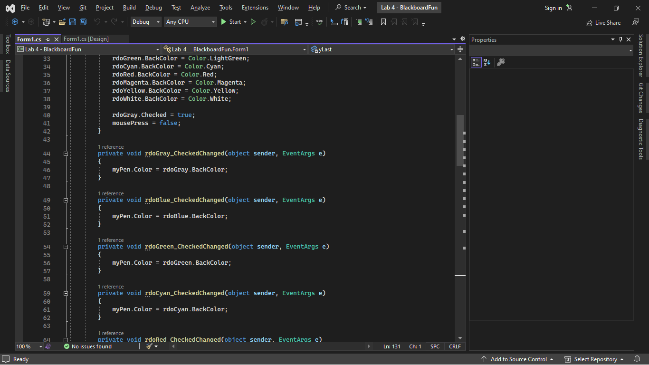 File Edit View Git Project Build Debug Test Analyze Tools Extensions Window Help Search Lab 4 - BlackboardFun Sign in
Debug Any CPU Start Live Share
Form1.cs Form1.cs [Design]
Lab 4 - BlackboardFun Lab_4___BlackboardFun.Form1 yLast
33 rdoGreen.BackColor = Color.LightGreen;
34 rdoCyan.BackColor = Color.Cyan;
35 rdoRed.BackColor = Color.Red;
36 rdoMagenta.BackColor = Color.Magenta;
37 rdoYellow.BackColor = Color.Yellow;
38 rdoWhite.BackColor = Color.White;
39
40 rdoGray.Checked = true;
41 mousePress = false;
42 }
43
1 reference
44 private void rdoGray_CheckedChanged(object sender, EventArgs e)
45 {
46 myPen.Color = rdoGray.BackColor;
47 }
48
1 reference
49 private void rdoBlue_CheckedChanged(object sender, EventArgs e)
50 {
51 myPen.Color = rdoBlue.BackColor;
52 }
53
1 reference
54 private void rdoGreen_CheckedChanged(object sender, EventArgs e)
55 {
56 myPen.Color = rdoGreen.BackColor;
57 }
58
1 reference
59 private void rdoCyan_CheckedChanged(object sender, EventArgs e)
60 {
61 myPen.Color = rdoCyan.BackColor;
62 }
63
1 reference
64 private void rdoRed_CheckedChanged(object sender, EventArgs e)
100% No issues found Ln: 131 Ch: 1 SPC CRLF
Properties
Toolbox
Data Sources
Solution Explorer
Git Changes
Diagnostic Tools
Ready Add to Source Control Select Repository